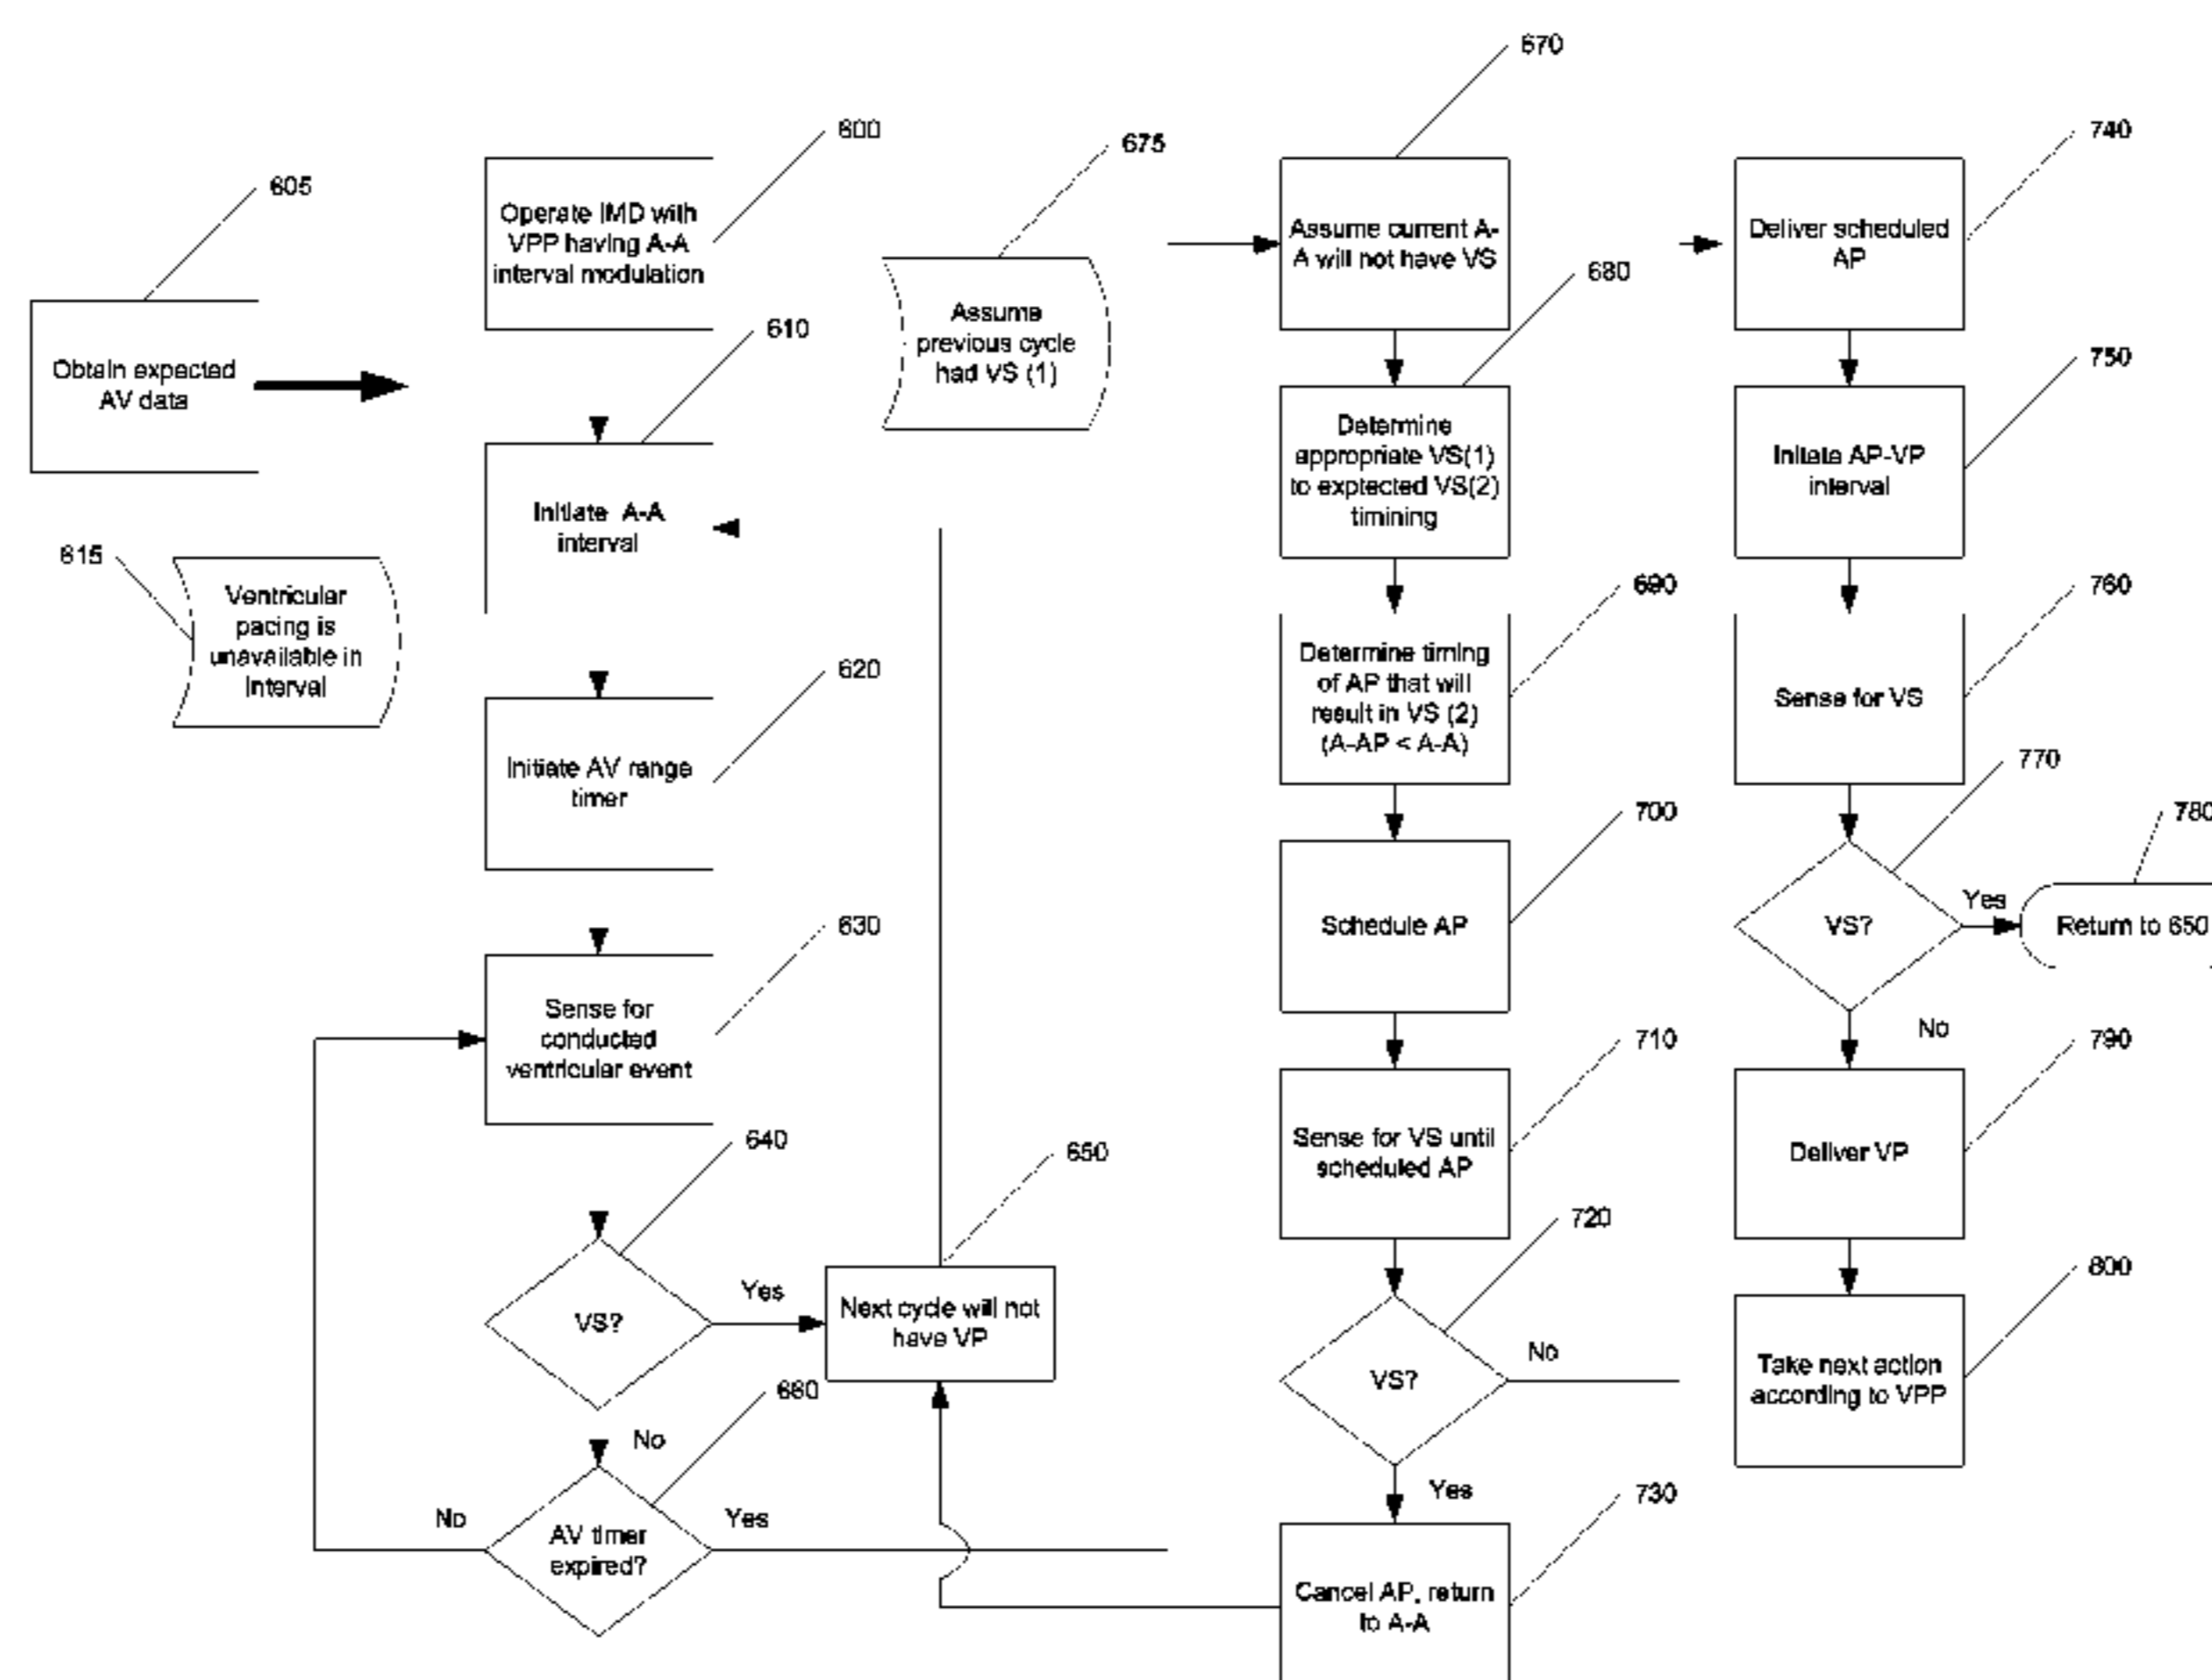 605
Obtain expected
AV data
600
Operate IMD with
VPP having A-A
interval modulation
610
Initiate A-A
interval
615
Ventricular
pacing is
unavailable in
Interval
620
Initiate AV range
timer
630
Sense for
conducted
ventricular event
640
VS?
Yes
No
650
Next cycle will not
have VP
660
AV timer
expired?
No
Yes
670
Assume current A-
A will not have VS
675
Assume
previous cycle
had VS (1)
680
Determine
appropriate VS(1)
to exptected VS(2)
timining
690
Determine timing
of AP that will
result in VS (2)
(A-AP < A-A)
700
Schedule AP
710
Sense for VS until
scheduled AP
720
VS?
No
Yes
730
Cancel AP, return
to A-A
740
Deliver scheduled
AP
750
Initate AP-VP
interval
760
Sense for VS
770
VS?
Yes
780
Return to 650
No
790
Deliver VP
800
Take next action
according to VPP